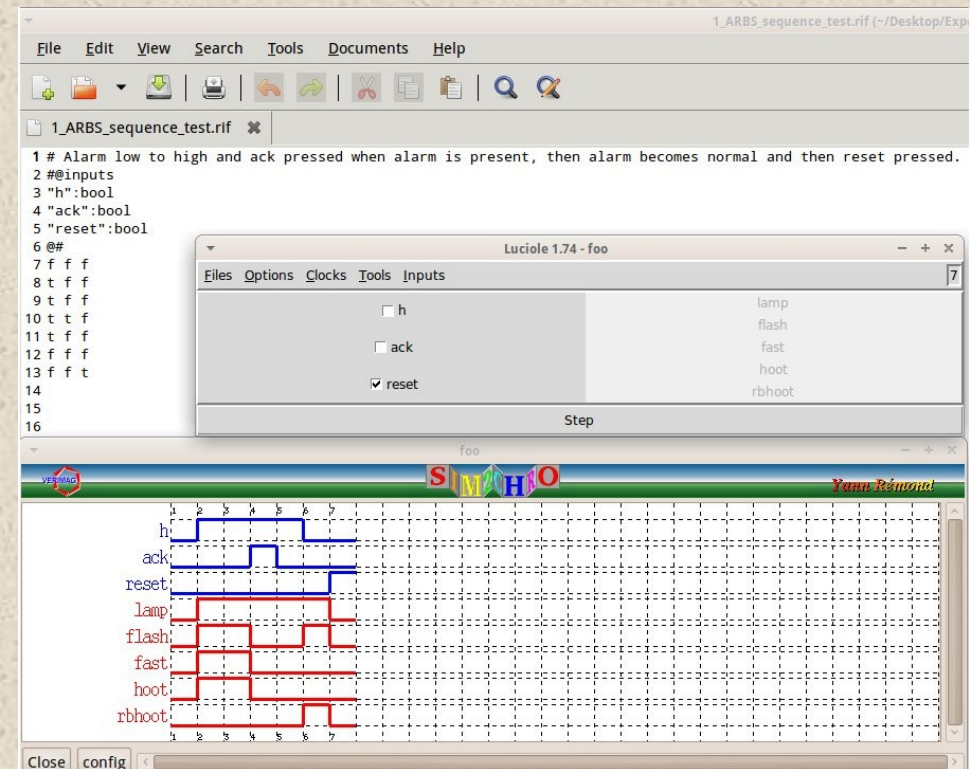 1_ARBS_sequence_test.rif (~/Desktop/Exp
File Edit View Search Tools Documents Help
1_ARBS_sequence_test.rif
1 # Alarm low to high and ack pressed when alarm is present, then alarm becomes normal and then reset pressed.
2 #@inputs
3 "h":bool
4 "ack":bool
5 "reset":bool
6 @#
7 f f f
8 t f f
9 t f f
10 t t f
11 t f f
12 f f f
13 f f t
14
15
16
Luciole 1.74 - foo
Files Options Clocks Tools Inputs 7
h
ack
reset
lamp
flash
fast
hoot
rbhoot
Step
foo
VERIMAG
SIM2CHRO
Yann Rémond
1 2 3 4 5 6 7
h
ack
reset
lamp
flash
fast
hoot
rbhoot
1 2 3 4 5 6 7
Close config